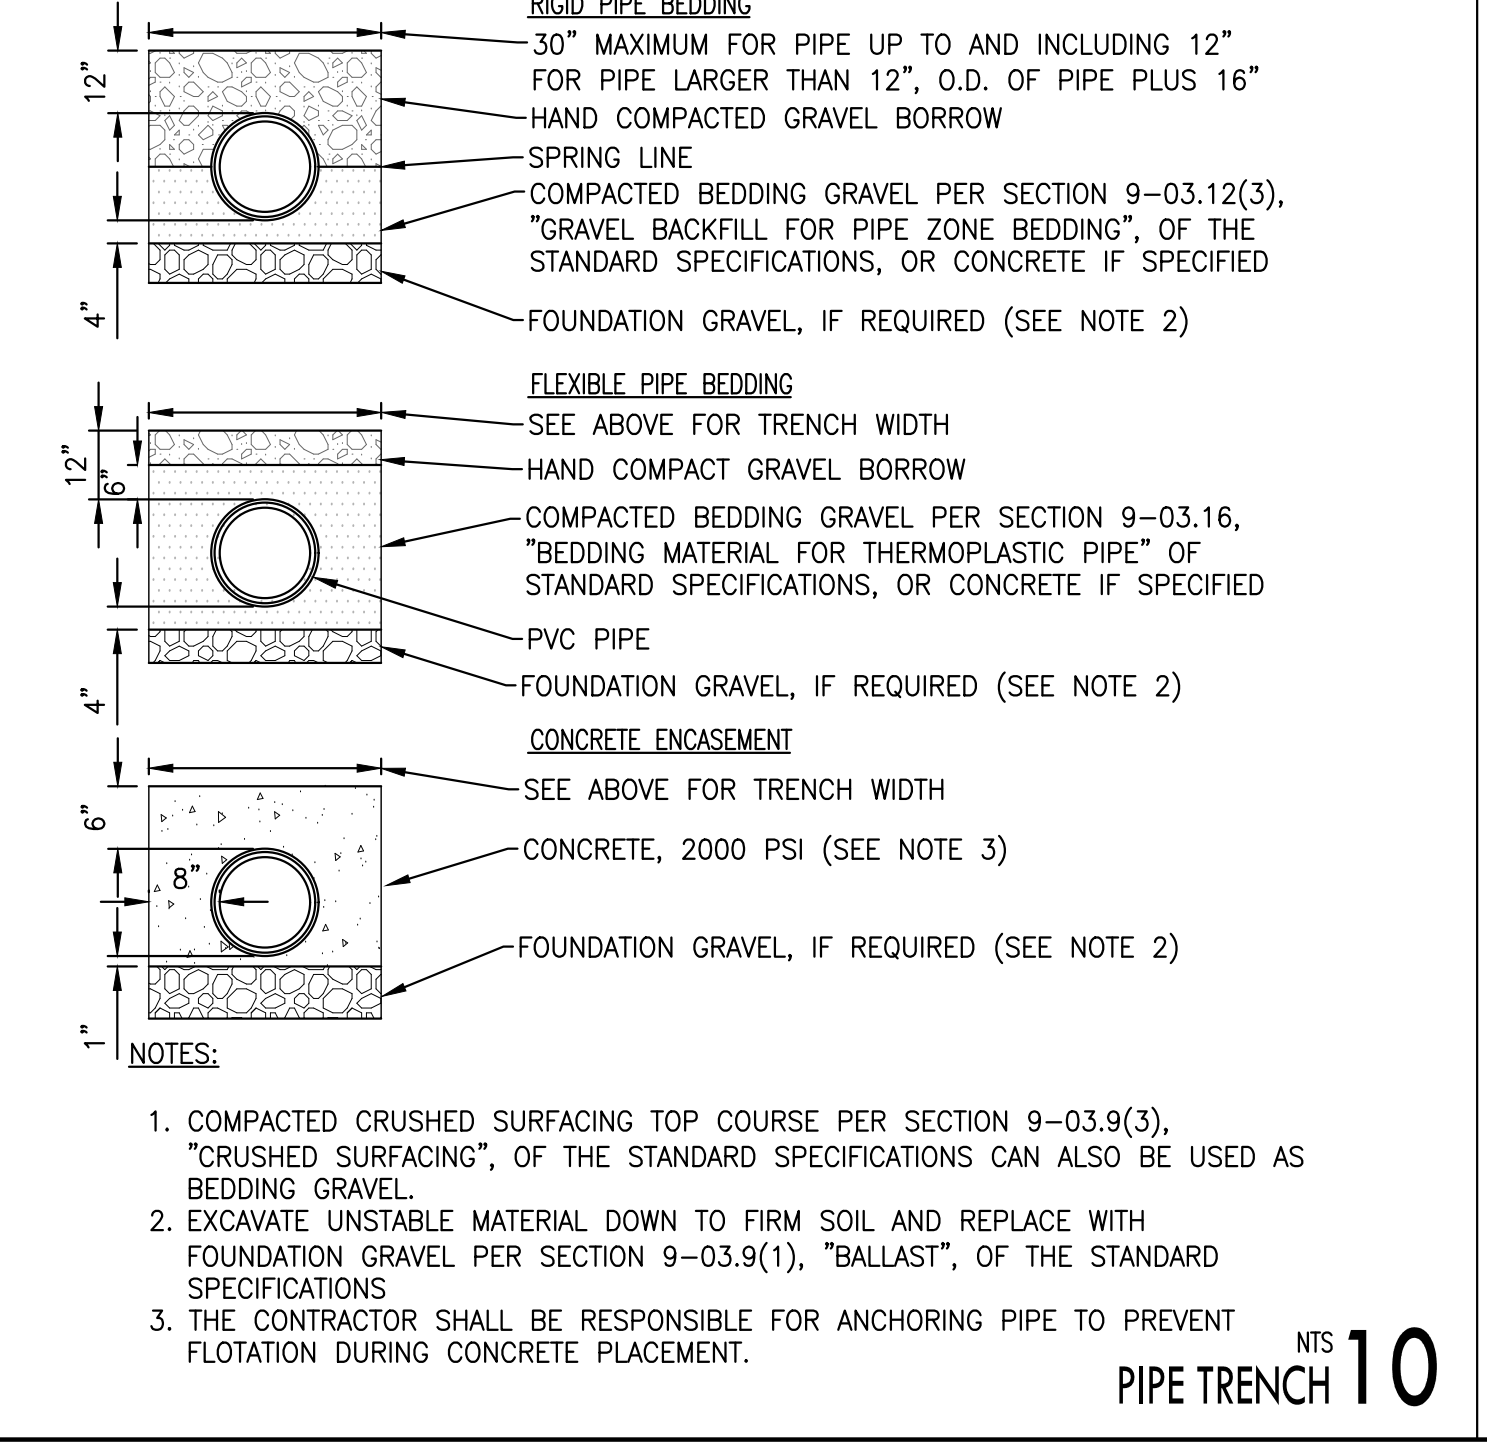 RIGID PIPE BEDDING
30" MAXIMUM FOR PIPE UP TO AND INCLUDING 12"
FOR PIPE LARGER THAN 12", O.D. OF PIPE PLUS 16"
12"
HAND COMPACTED GRAVEL BORROW
SPRING LINE
COMPACTED BEDDING GRAVEL PER SECTION 9-03.12(3),
"GRAVEL BACKFILL FOR PIPE ZONE BEDDING", OF THE
STANDARD SPECIFICATIONS, OR CONCRETE IF SPECIFIED
4"
FOUNDATION GRAVEL, IF REQUIRED (SEE NOTE 2)
FLEXIBLE PIPE BEDDING
SEE ABOVE FOR TRENCH WIDTH
12"
6"
HAND COMPACT GRAVEL BORROW
COMPACTED BEDDING GRAVEL PER SECTION 9-03.16,
"BEDDING MATERIAL FOR THERMOPLASTIC PIPE" OF
STANDARD SPECIFICATIONS, OR CONCRETE IF SPECIFIED
PVC PIPE
4"
FOUNDATION GRAVEL, IF REQUIRED (SEE NOTE 2)
CONCRETE ENCASEMENT
SEE ABOVE FOR TRENCH WIDTH
6"
CONCRETE, 2000 PSI (SEE NOTE 3)
8"
FOUNDATION GRAVEL, IF REQUIRED (SEE NOTE 2)
1"
NOTES:
1. COMPACTED CRUSHED SURFACING TOP COURSE PER SECTION 9-03.9(3),
"CRUSHED SURFACING", OF THE STANDARD SPECIFICATIONS CAN ALSO BE USED AS
BEDDING GRAVEL.
2. EXCAVATE UNSTABLE MATERIAL DOWN TO FIRM SOIL AND REPLACE WITH
FOUNDATION GRAVEL PER SECTION 9-03.9(1), "BALLAST", OF THE STANDARD
SPECIFICATIONS
3. THE CONTRACTOR SHALL BE RESPONSIBLE FOR ANCHORING PIPE TO PREVENT
FLOTATION DURING CONCRETE PLACEMENT.
NTS
PIPE TRENCH 10